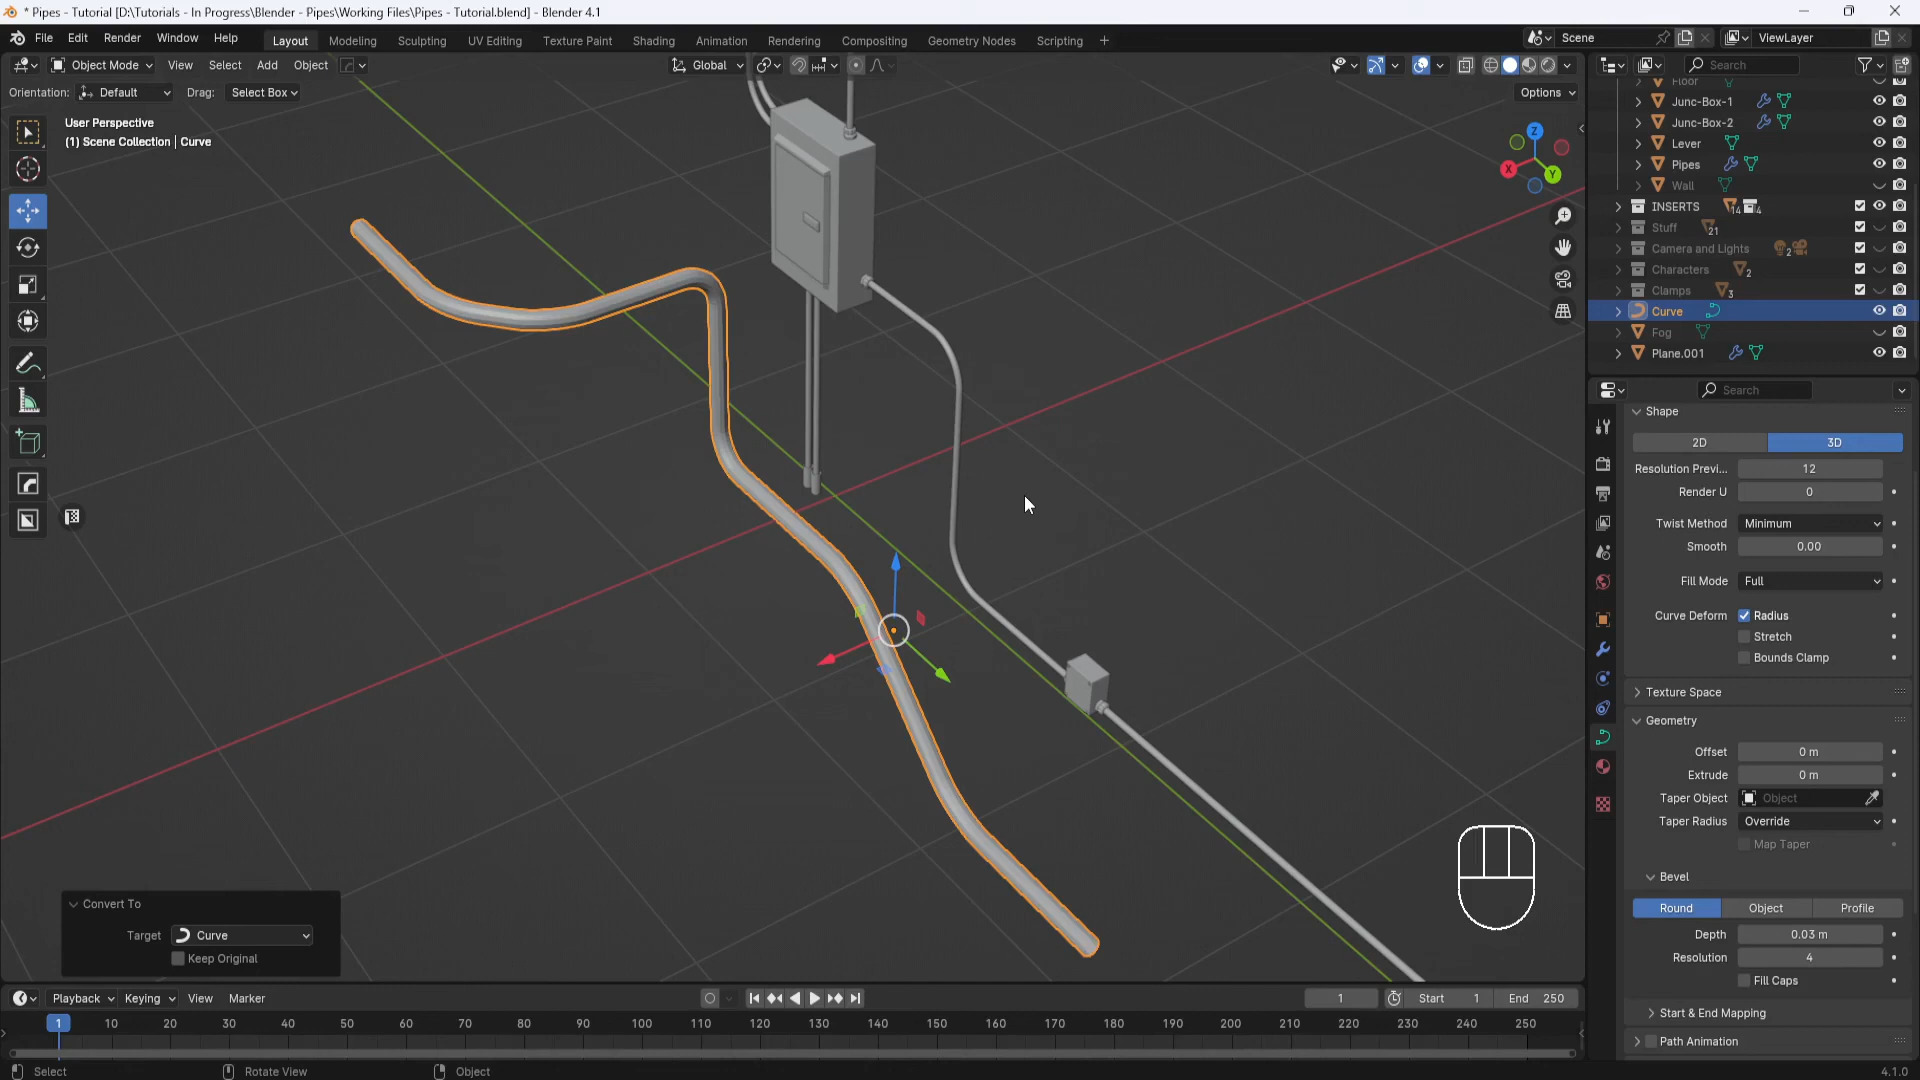 * Pipes - Tutorial [D:\Tutorials - In Progress\Blender - Pipes\Working Files\Pipes - Tutorial.blend] - Blender 4.1
File Edit Render Window Help Layout Modeling Sculpting UV Editing Texture Paint Shading Animation Rendering Compositing Geometry Nodes Scripting + Scene ViewLayer
Object Mode View Select Add Object Global Search
Orientation: Default Drag: Select Box Options
User Perspective
(1) Scene Collection | Curve
Floor
Junc-Box-1
Junc-Box-2
Lever
Pipes
Wall
INSERTS 14 4
Stuff 21
Camera and Lights 2
Characters 2
Clamps 3
Curve
Fog
Plane.001
Z
X
Y
Search
Shape
2D 3D
Resolution Previ... 12
Render U 0
Twist Method Minimum
Smooth 0.00
Fill Mode Full
Curve Deform Radius
Stretch
Bounds Clamp
Texture Space
Geometry
Offset 0 m
Extrude 0 m
Taper Object Object
Taper Radius Override
Map Taper
Bevel
Round Object Profile
Depth 0.03 m
Resolution 4
Fill Caps
Start & End Mapping
Path Animation
Convert To
Target Curve
Keep Original
Playback Keying View Marker 1 Start 1 End 250
1 10 20 30 40 50 60 70 80 90 100 110 120 130 140 150 160 170 180 190 200 210 220 230 240 250
Select Rotate View Object 4.1.0